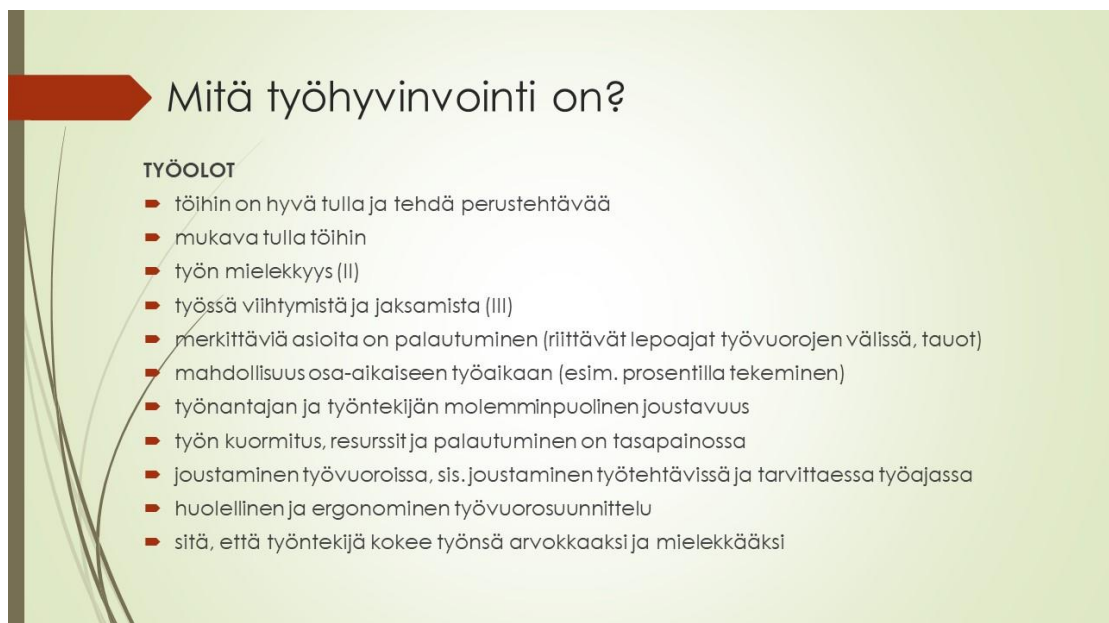 Mitä työhyvinvointi on?
TYÖOLOT
töihin on hyvä tulla ja tehdä perustehtävää
mukava tulla töihin
työn mielekkyys (II)
työssä viihtymistä ja jaksamista (III)
merkittäviä asioita on palautuminen (riittävät lepoajat työvuorojen välissä, tauot)
mahdollisuus osa-aikaiseen työaikaan (esim. prosentilla tekeminen)
työnantajan ja työntekijän molemminpuolinen joustavuus
työn kuormitus, resurssit ja palautuminen on tasapainossa
joustaminen työvuoroissa, sis. joustaminen työtehtävissä ja tarvittaessa työajassa
huolellinen ja ergonominen työvuorosuunnittelu
sitä, että työntekijä kokee työnsä arvokkaaksi ja mielekkääksi